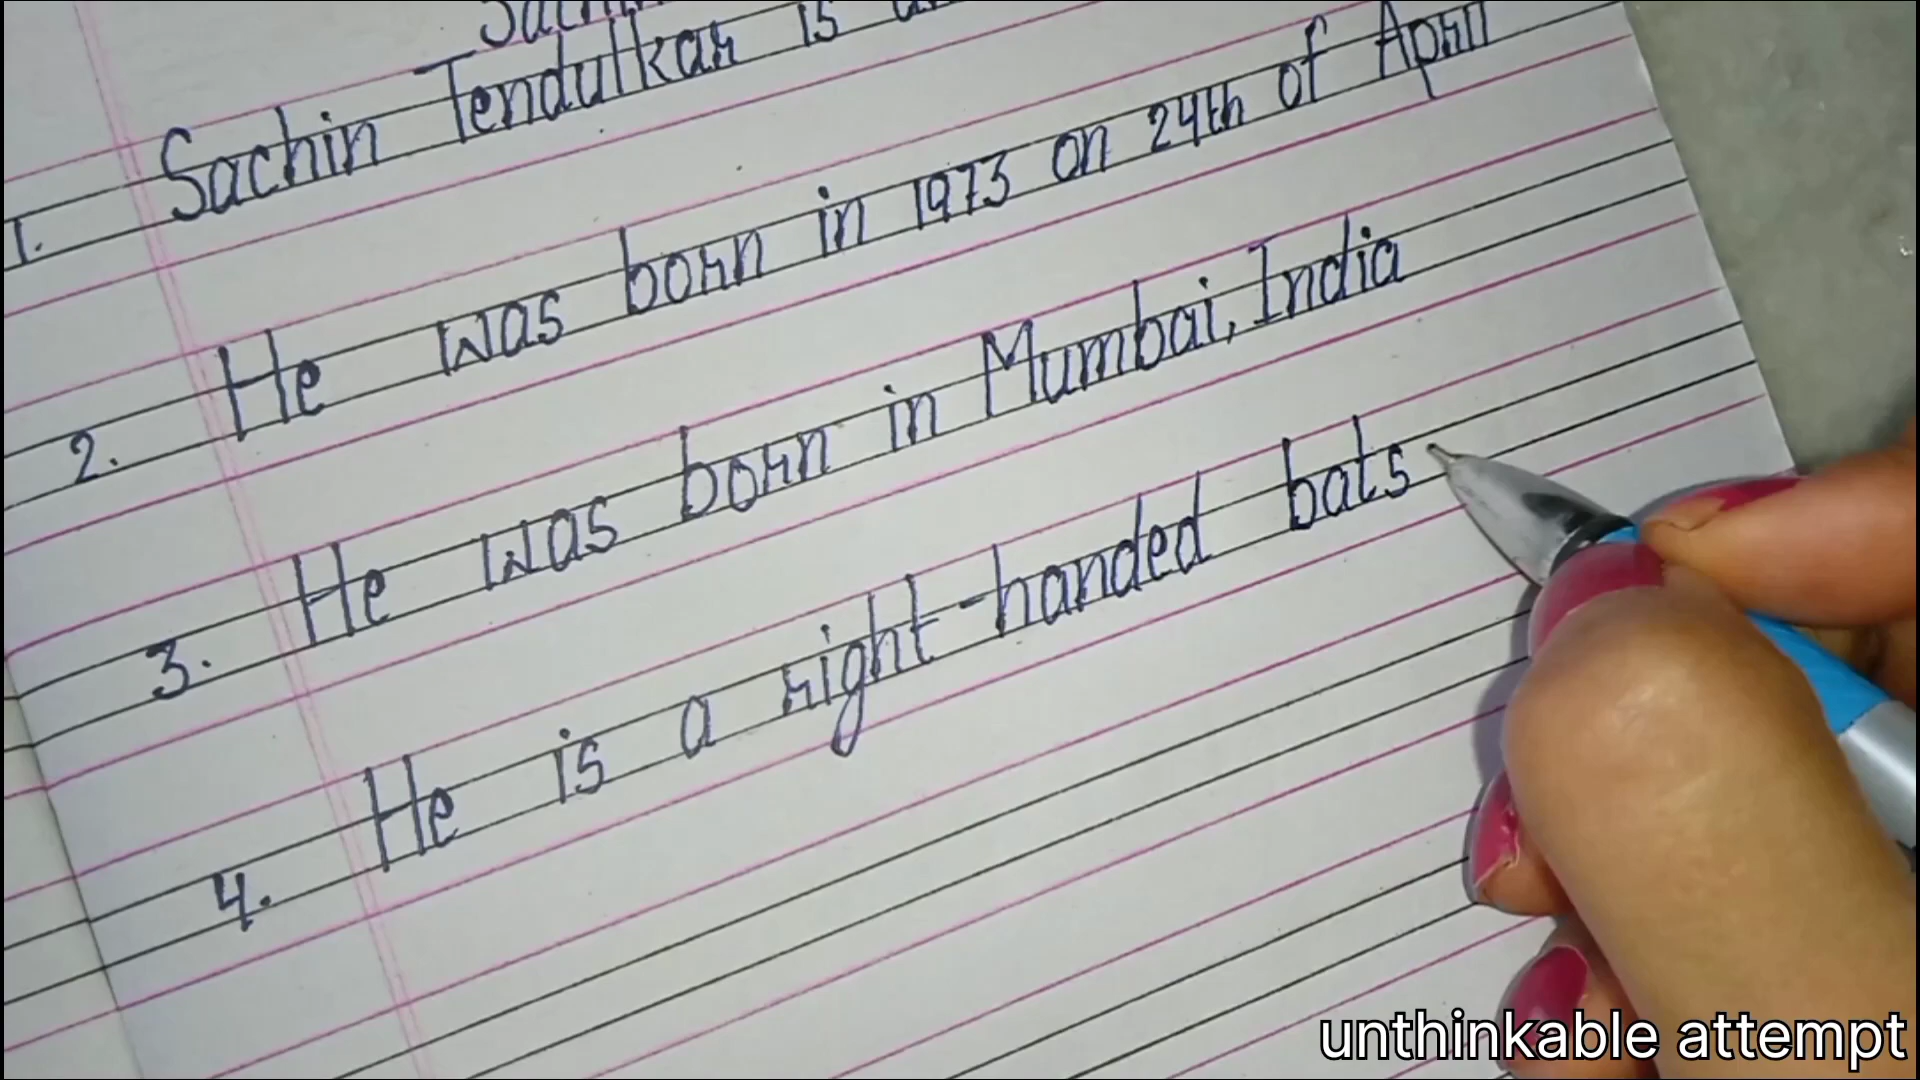 1. Sachin Tendulkar is
2. He was born in 1973 on 24th of April
3. He was born in Mumbai, India
4. He is a right-handed bats
unthinkable attempt